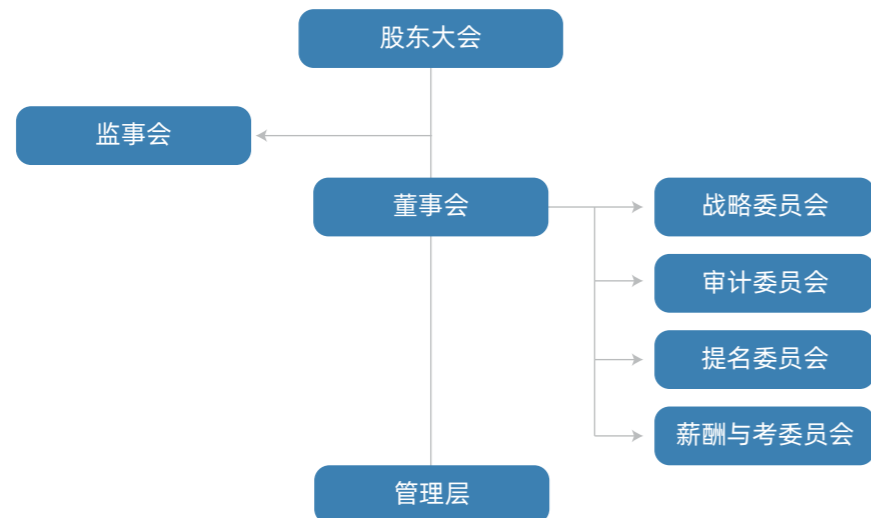 股东大会
监事会
董事会
战略委员会
审计委员会
提名委员会
薪酬与考委员会
管理层